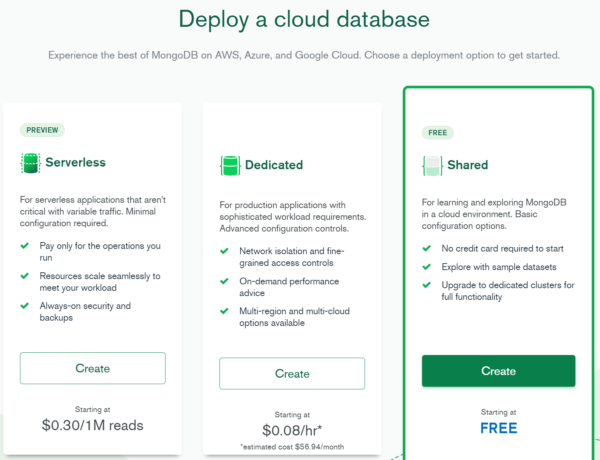 Deploy a cloud database
Experience the best of MongoDB on AWS, Azure, and Google Cloud. Choose a deployment option to get started.
PREVIEW
Serverless
For serverless applications that aren't
critical with variable traffic. Minimal
configuration required.
Pay only for the operations you
run
Resources scale seamlessly to
meet your workload
Always-on security and
backups
Create
Starting at
$0.30/1M reads
Dedicated
For production applications with
sophisticated workload requirements.
Advanced configuration controls.
Network isolation and fine-
grained access controls
On-demand performance
advice
Multi-region and multi-cloud
options available
Create
Starting at
$0.08/hr*
*estimated cost $56.94/month
FREE
Shared
For learning and exploring MongoDB
in a cloud environment. Basic
configuration options.
No credit card required to start
Explore with sample datasets
Upgrade to dedicated clusters for
full functionality
Create
Starting at
FREE